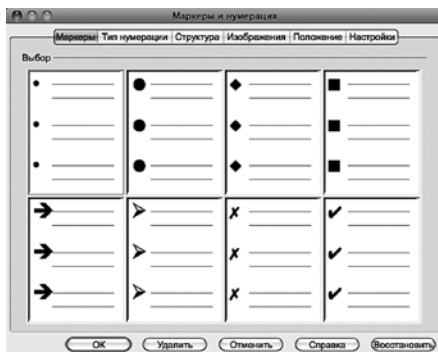 Маркеры и нумерация
Маркеры Тип нумерации Структура Изображения Положение Настройки
Выбор
OK Удалить Отменить Справка Восстановить